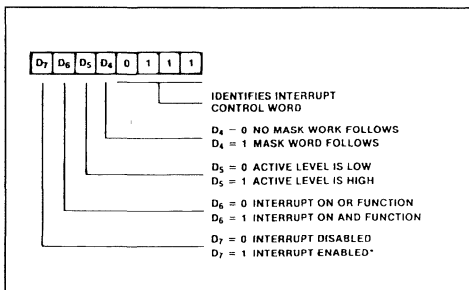 D7 D6 D5 D4 0 1 1 1
IDENTIFIES INTERRUPT
CONTROL WORD
D4 - 0 NO MASK WORK FOLLOWS
D4 = 1 MASK WORD FOLLOWS
D5 = 0 ACTIVE LEVEL IS LOW
D5 = 1 ACTIVE LEVEL IS HIGH
D6 = 0 INTERRUPT ON OR FUNCTION
D6 = 1 INTERRUPT ON AND FUNCTION
D7 = 0 INTERRUPT DISABLED
D7 = 1 INTERRUPT ENABLED*